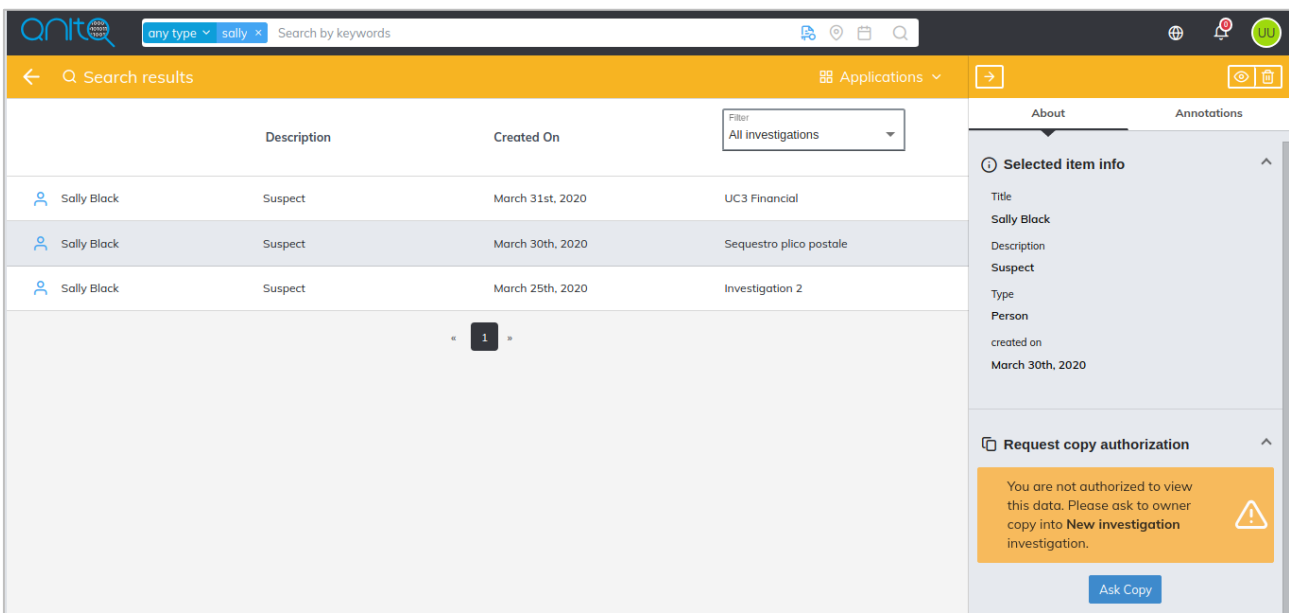 anita
any type sally × Search by keywords
0
UU
Search results
Applications
Description
Created On
Filter
All investigations
Sally Black Suspect March 31st, 2020 UC3 Financial
Sally Black Suspect March 30th, 2020 Sequestro plico postale
Sally Black Suspect March 25th, 2020 Investigation 2
« 1 »
About
Annotations
Selected item info
Title
Sally Black
Description
Suspect
Type
Person
created on
March 30th, 2020
Request copy authorization
You are not authorized to view
this data. Please ask to owner
copy into New investigation
investigation.
Ask Copy